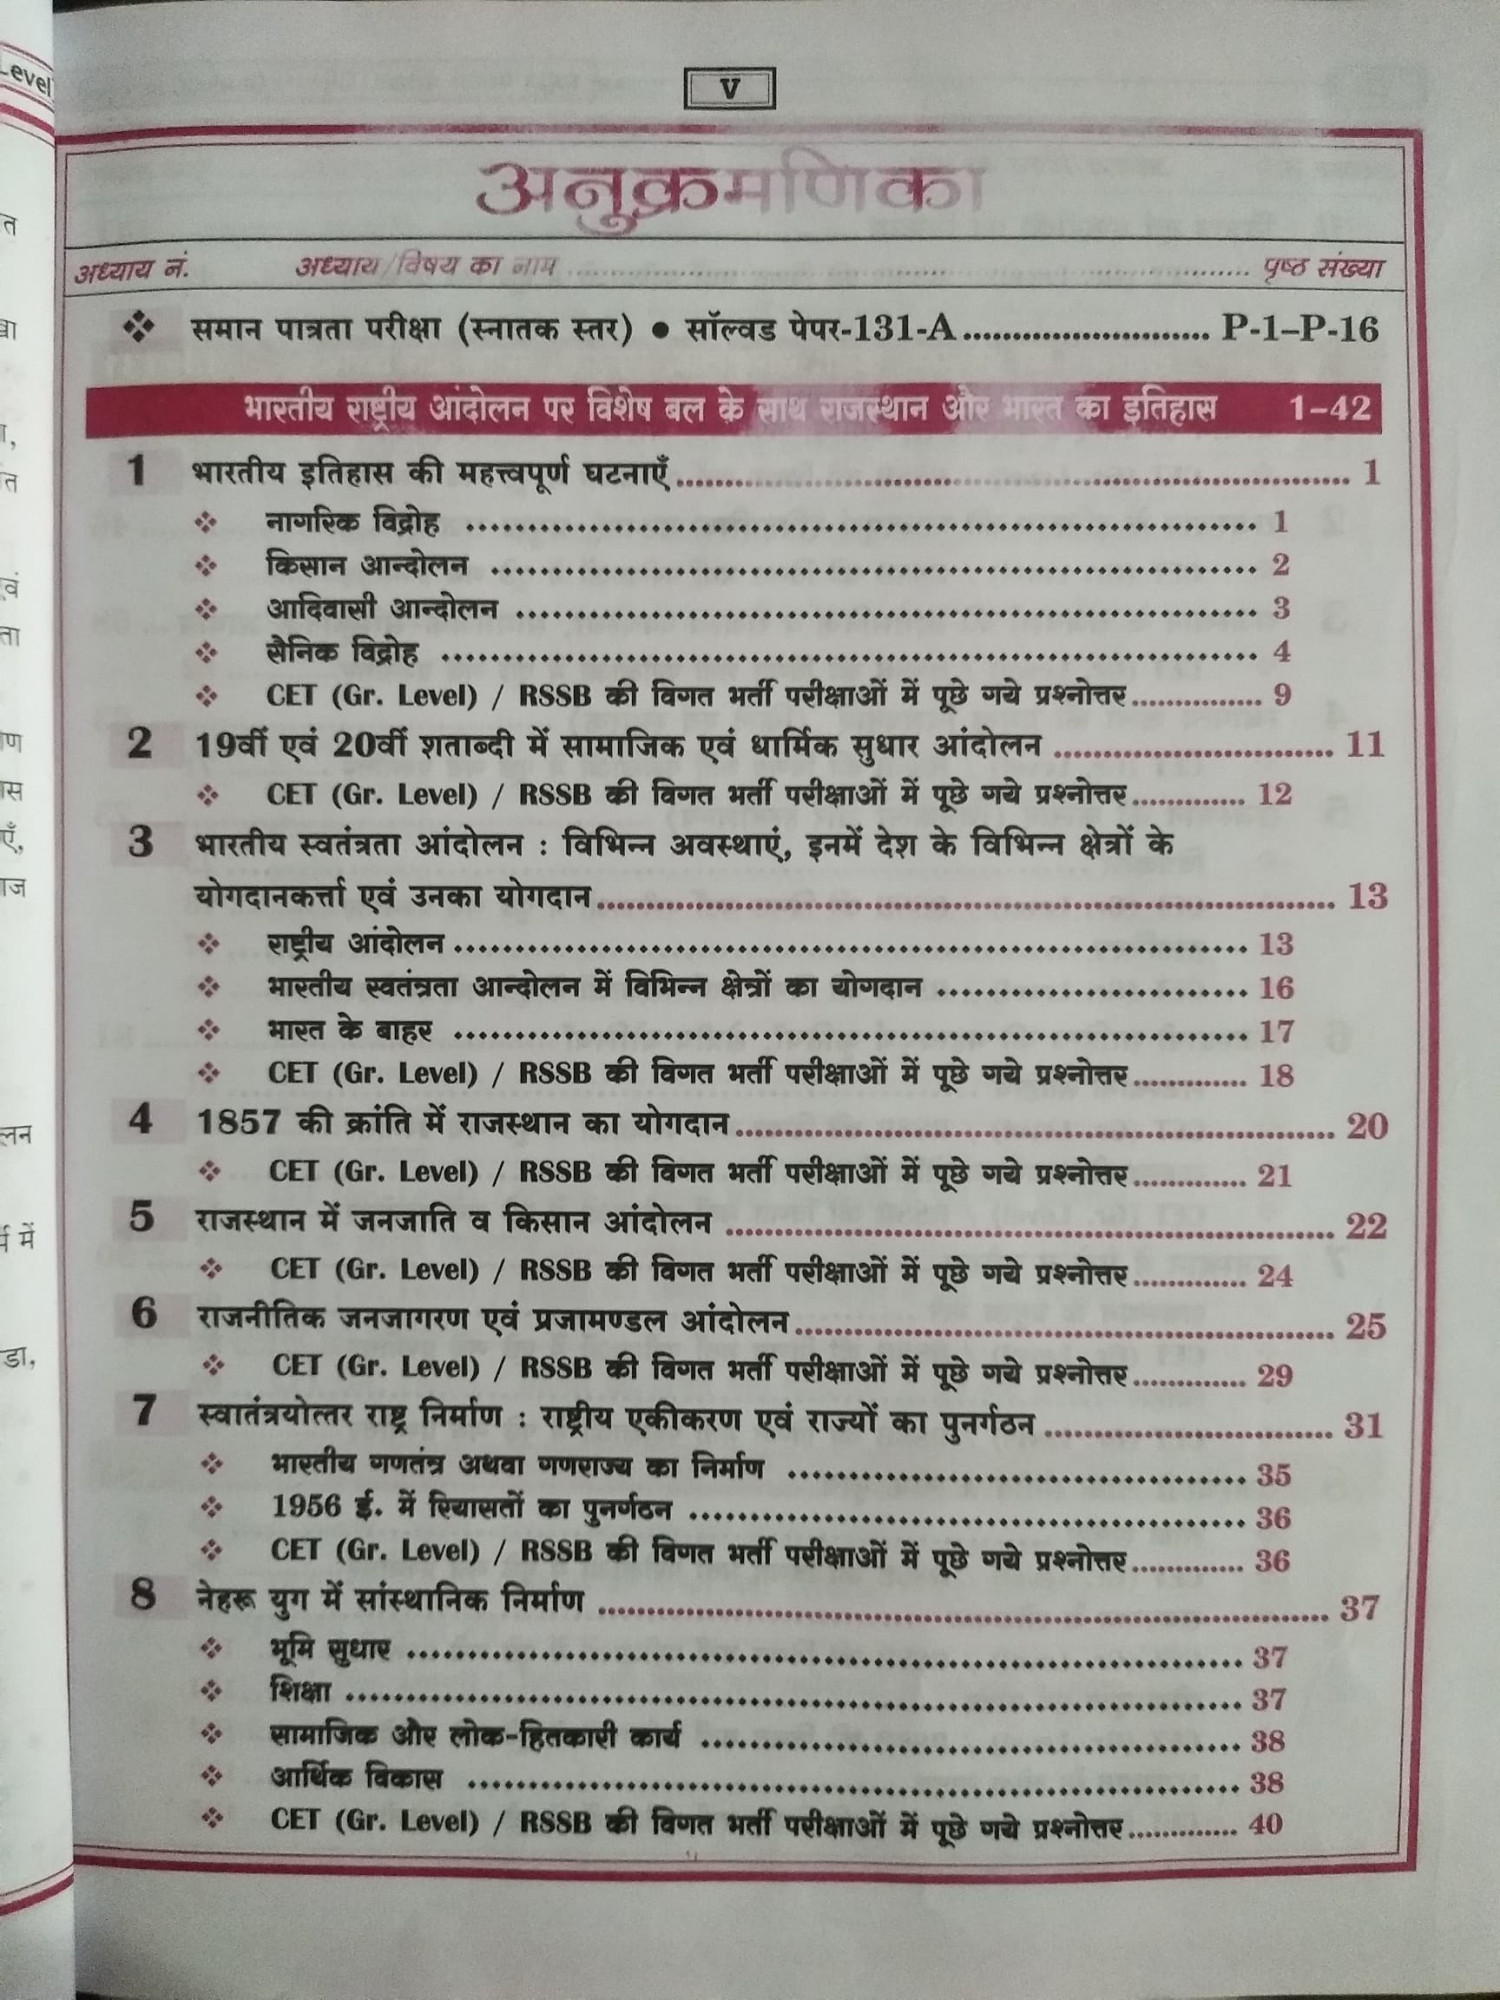 V
अनुक्रमणिका
अध्याय नं. अध्याय/विषय का नाम ........ पृष्ठ संख्या
❖ समान पात्रता परीक्षा (स्नातक स्तर) ● सॉल्वड पेपर-131-A........ P-1–P-16
भारतीय राष्ट्रीय आंदोलन पर विशेष बल के साथ राजस्थान और भारत का इतिहास 1–42
1 भारतीय इतिहास की महत्त्वपूर्ण घटनाएँ........ 1
❖ नागरिक विद्रोह ........ 1
❖ किसान आन्दोलन ........ 2
❖ आदिवासी आन्दोलन ........ 3
❖ सैनिक विद्रोह ........ 4
❖ CET (Gr. Level) / RSSB की विगत भर्ती परीक्षाओं में पूछे गये प्रश्नोत्तर........ 9
2 19वीं एवं 20वीं शताब्दी में सामाजिक एवं धार्मिक सुधार आंदोलन ........ 11
❖ CET (Gr. Level) / RSSB की विगत भर्ती परीक्षाओं में पूछे गये प्रश्नोत्तर........ 12
3 भारतीय स्वतंत्रता आंदोलन : विभिन्न अवस्थाएं, इनमें देश के विभिन्न क्षेत्रों के
योगदानकर्त्ता एवं उनका योगदान........ 13
❖ राष्ट्रीय आंदोलन ........ 13
❖ भारतीय स्वतंत्रता आन्दोलन में विभिन्न क्षेत्रों का योगदान ........ 16
❖ भारत के बाहर ........ 17
❖ CET (Gr. Level) / RSSB की विगत भर्ती परीक्षाओं में पूछे गये प्रश्नोत्तर........ 18
4 1857 की क्रांति में राजस्थान का योगदान........ 20
❖ CET (Gr. Level) / RSSB की विगत भर्ती परीक्षाओं में पूछे गये प्रश्नोत्तर........ 21
5 राजस्थान में जनजाति व किसान आंदोलन ........ 22
❖ CET (Gr. Level) / RSSB की विगत भर्ती परीक्षाओं में पूछे गये प्रश्नोत्तर........ 24
6 राजनीतिक जनजागरण एवं प्रजामण्डल आंदोलन........ 25
❖ CET (Gr. Level) / RSSB की विगत भर्ती परीक्षाओं में पूछे गये प्रश्नोत्तर........ 29
7 स्वातंत्रयोत्तर राष्ट्र निर्माण : राष्ट्रीय एकीकरण एवं राज्यों का पुनर्गठन ........ 31
❖ भारतीय गणतंत्र अथवा गणराज्य का निर्माण ........ 35
❖ 1956 ई. में रियासतों का पुनर्गठन ........ 36
❖ CET (Gr. Level) / RSSB की विगत भर्ती परीक्षाओं में पूछे गये प्रश्नोत्तर........ 36
8 नेहरू युग में सांस्थानिक निर्माण ........ 37
❖ भूमि सुधार ........ 37
❖ शिक्षा ........ 37
❖ सामाजिक और लोक-हितकारी कार्य ........ 38
❖ आर्थिक विकास ........ 38
❖ CET (Gr. Level) / RSSB की विगत भर्ती परीक्षाओं में पूछे गये प्रश्नोत्तर........ 40